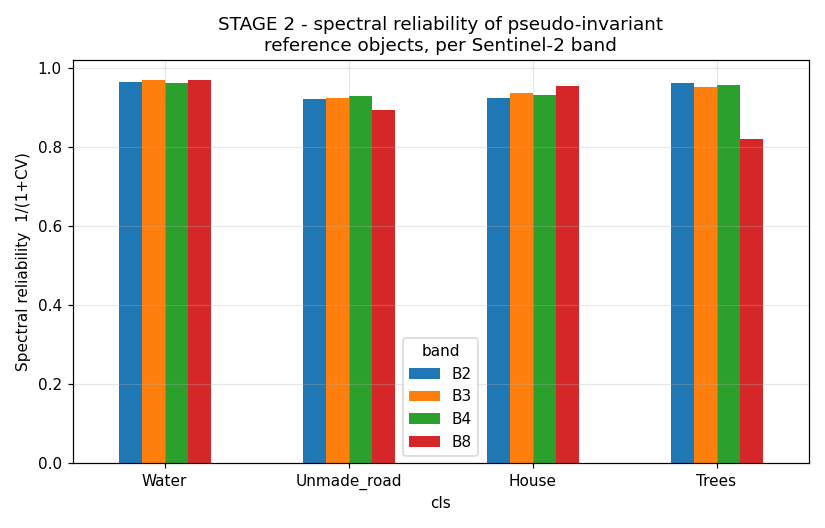 STAGE 2 - spectral reliability of pseudo-invariant
reference objects, per Sentinel-2 band
Spectral reliability  1/(1+CV)
1.0
0.8
0.6
0.4
0.2
0.0
band
B2
B3
B4
B8
Water
Unmade_road
House
Trees
cls